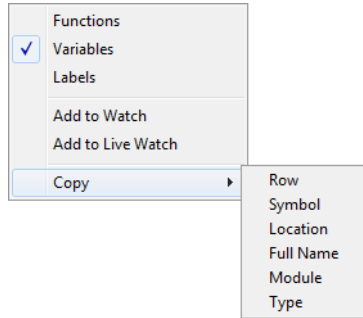 Functions
Variables
Labels
Add to Watch
Add to Live Watch
Copy
Row
Symbol
Location
Full Name
Module
Type